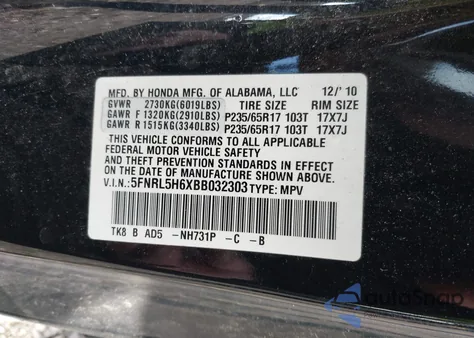 MFD. BY HONDA MFG. OF ALABAMA, LLC 12/'10
GVWR 2730KG(6019LBS) TIRE SIZE RIM SIZE
GAWR F 1320KG(2910LBS) P235/65R17 103T 17X7J
GAWR R 1515KG(3340LBS) P235/65R17 103T 17X7J
THIS VEHICLE CONFORMS TO ALL APPLICABLE
FEDERAL MOTOR VEHICLE SAFETY
AND THEFT PREVENTION STANDARDS IN EFFECT
ON THE DATE OF MANUFACTURE SHOWN ABOVE.
V.I.N.: 5FNRL5H6XBB032303 TYPE: MPV
TK8 B AD5 -NH731P -C -B
AutoSnap